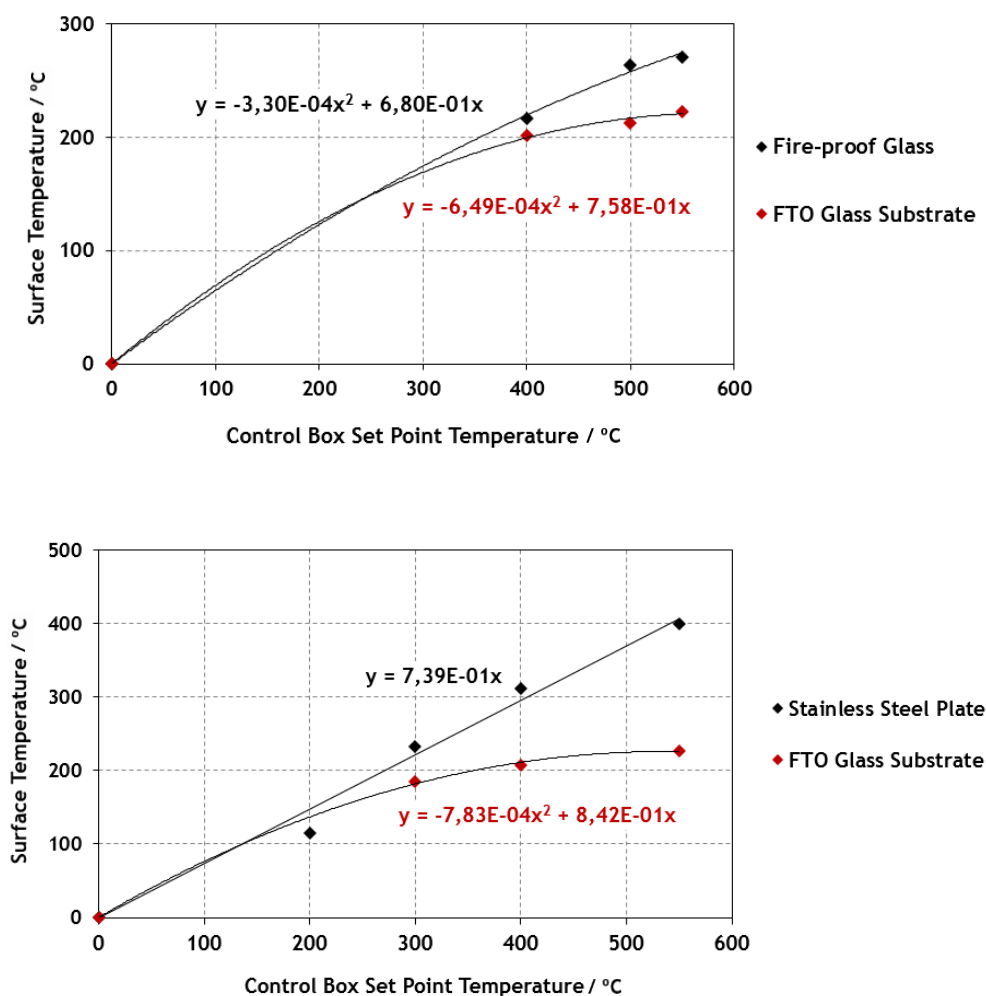 300
y = -3,30E-04x² + 6,80E-01x
200
Fire-proof Glass
y = -6,49E-04x² + 7,58E-01x
FTO Glass Substrate
100
0
0 100 200 300 400 500 600
Surface Temperature / ºC
Control Box Set Point Temperature / ºC
500
400
y = 7,39E-01x
300
Stainless Steel Plate
200
FTO Glass Substrate
y = -7,83E-04x² + 8,42E-01x
100
0
0 100 200 300 400 500 600
Surface Temperature / ºC
Control Box Set Point Temperature / ºC